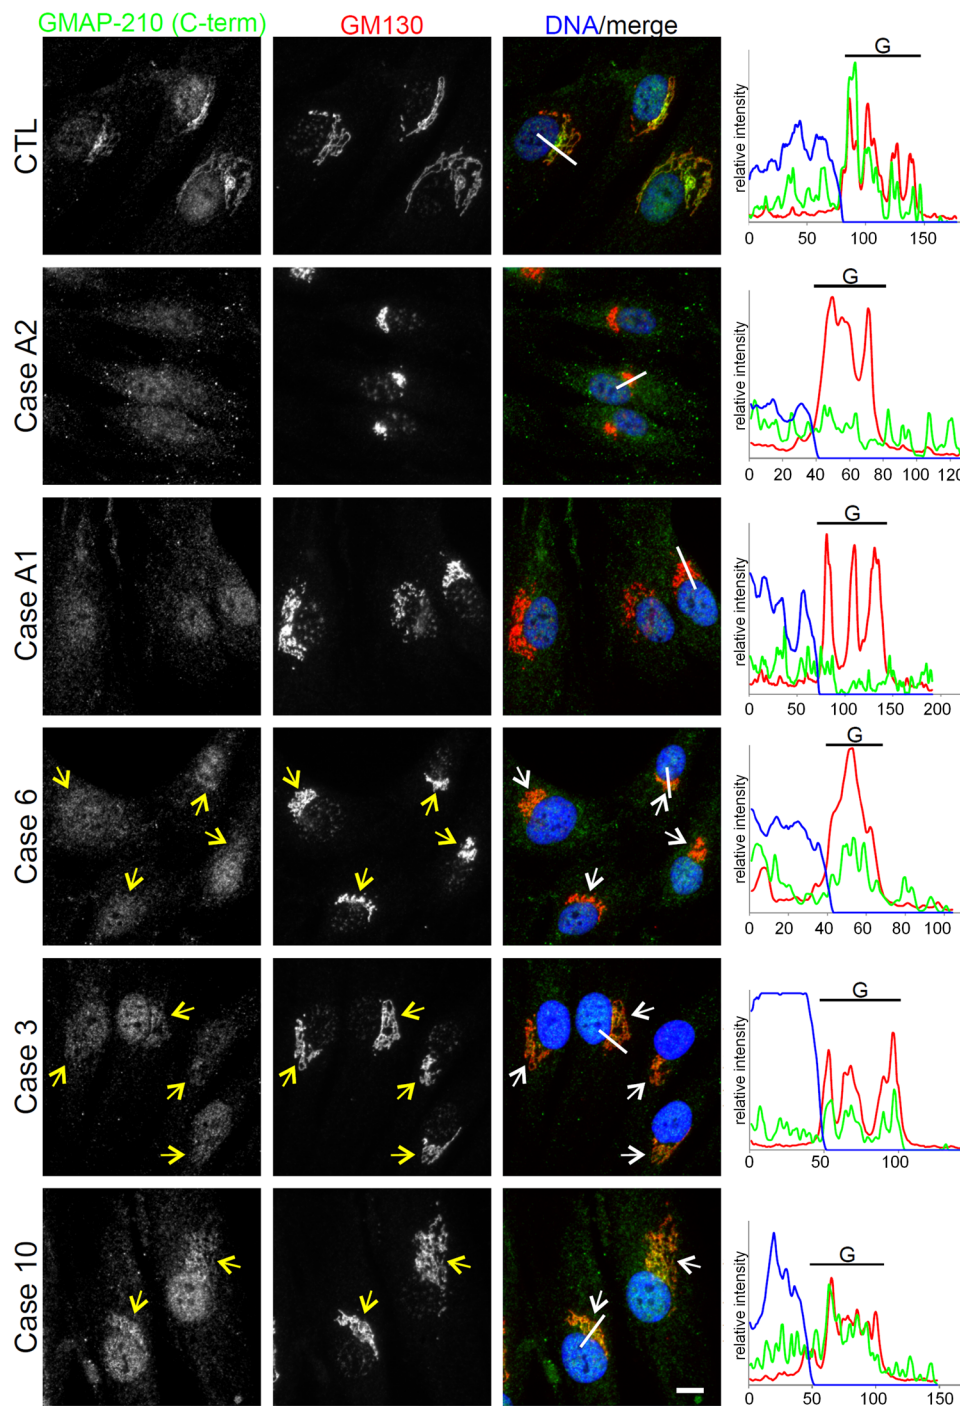 GMAP-210 (C-term) GM130 DNA/merge
CTL
relative intensity
G
0 50 100 150
Case A2
relative intensity
G
0 20 40 60 80 100 120
Case A1
relative intensity
G
0 50 100 150 200
Case 6
relative intensity
G
0 20 40 60 80 100
Case 3
relative intensity
G
0 50 100
Case 10
relative intensity
G
0 50 100 150